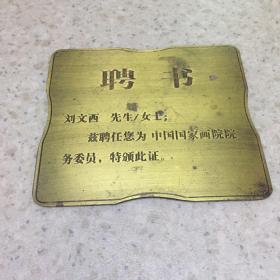 聘书
刘文西 先生/女士：
兹聘任您为中国国家画院院
务委员，特颁此证。